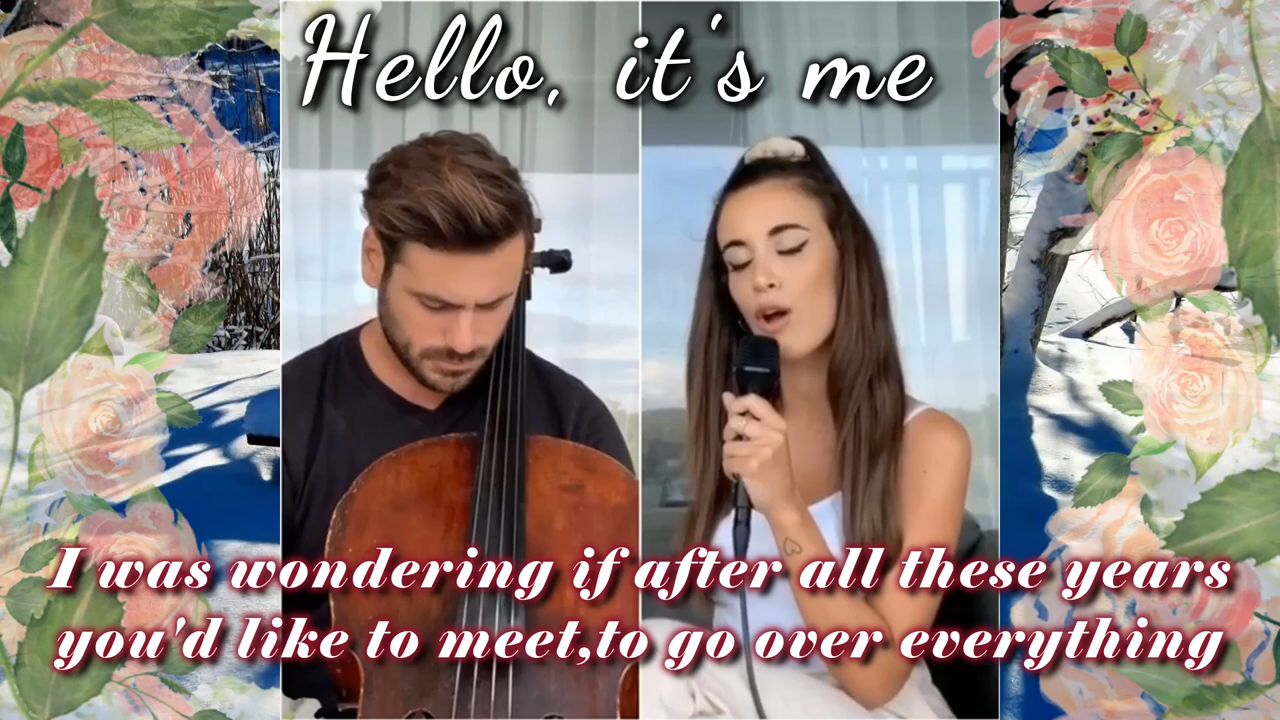 Hello, it's me
I was wondering if after all these years
you'd like to meet,to go over everything